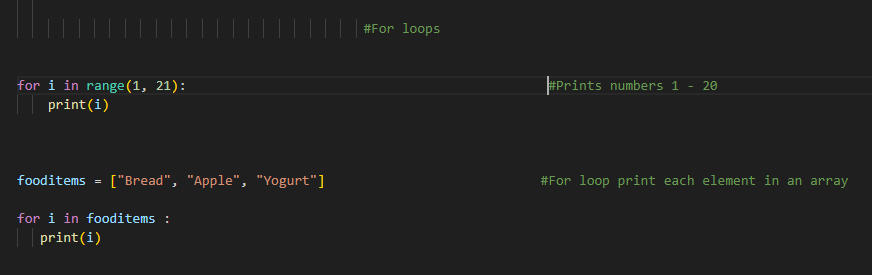 #For loops
for i in range(1, 21): #Prints numbers 1 - 20
print(i)
fooditems = ["Bread", "Apple", "Yogurt"] #For loop print each element in an array
for i in fooditems :
print(i)